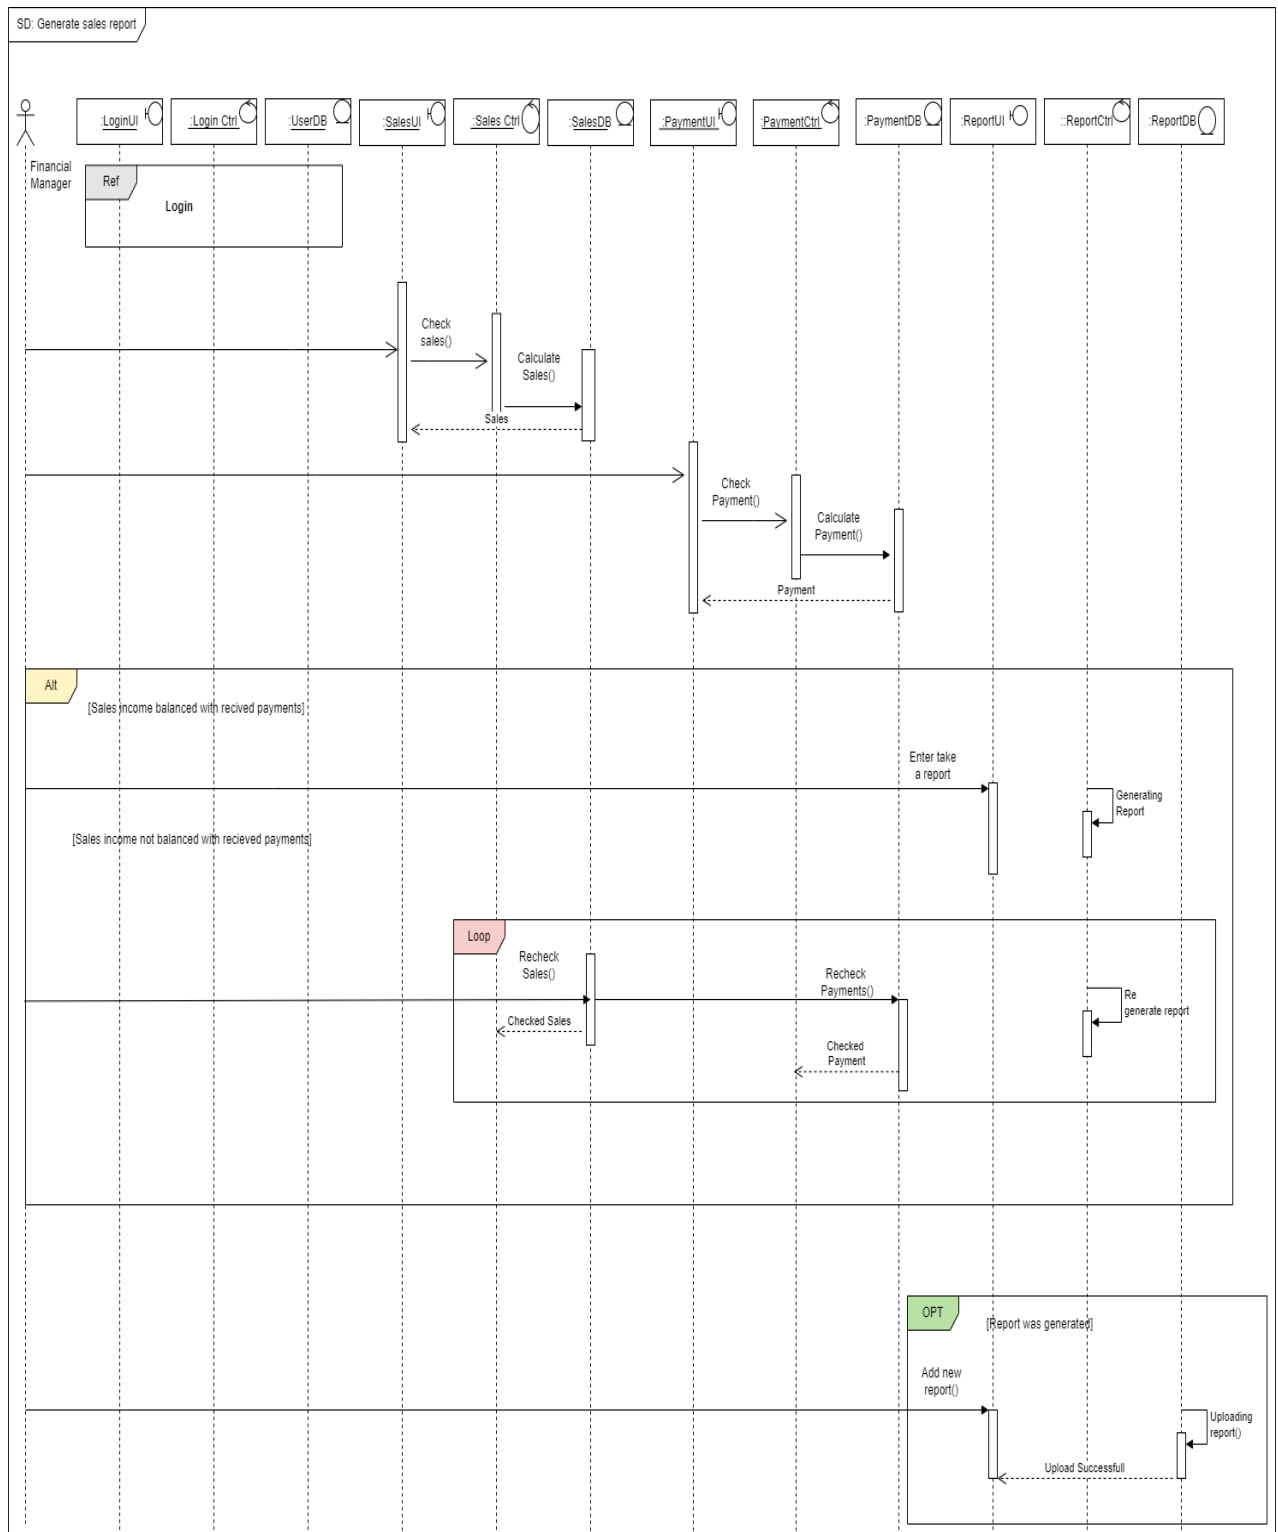 SD: Generate sales report
:LoginUI
:Login Ctrl
:UserDB
:SalesUI
:Sales Ctrl
:SalesDB
:PaymentUI
:PaymentCtrl
:PaymentDB
:ReportUI
::ReportCtrl
:ReportDB
Financial
Manager
Ref
Login
Check
sales()
Calculate
Sales()
Sales
Check
Payment()
Calculate
Payment()
Payment
Alt
[Sales income balanced with recived payments]
Enter take
a report
Generating
Report
[Sales income not balanced with recieved payments]
Loop
Recheck
Sales()
Recheck
Payments()
Re
generate report
Checked Sales
Checked
Payment
OPT
[Report was generated]
Add new
report()
Uploading
report()
Upload Successfull